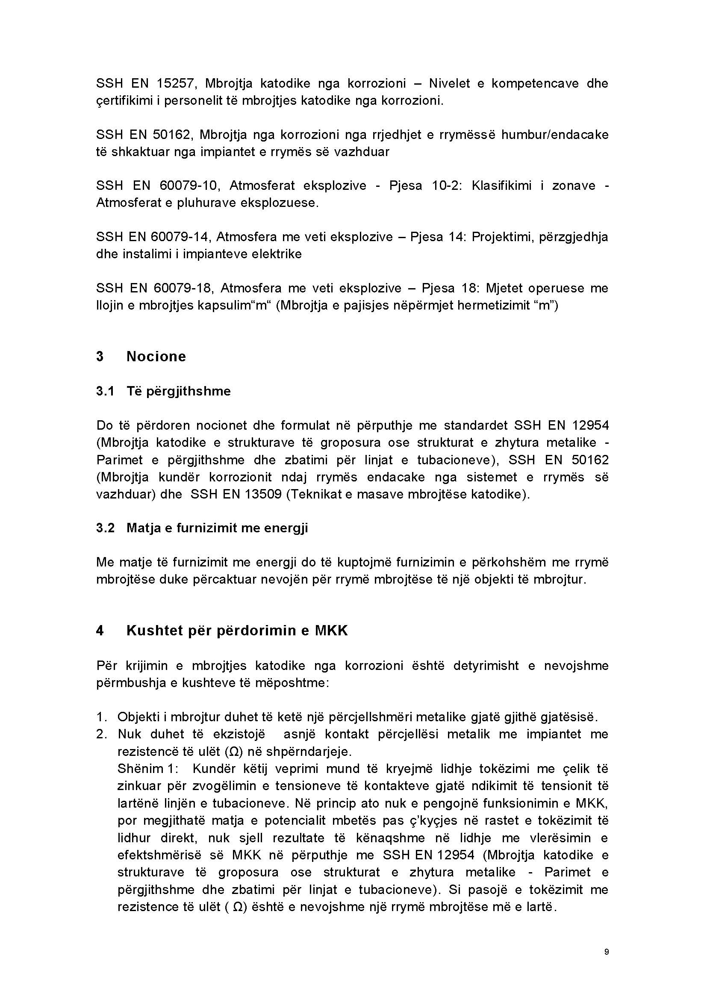 SSH EN 15257, Mbrojtja katodike nga korrozioni – Nivelet e kompetencave dhe
çertifikimi i personelit të mbrojtjes katodike nga korrozioni.
SSH EN 50162, Mbrojtja nga korrozioni nga rrjedhjet e rrymëssë humbur/endacake
të shkaktuar nga impiantet e rrymës së vazhduar
SSH EN 60079-10, Atmosferat eksplozive - Pjesa 10-2: Klasifikimi i zonave -
Atmosferat e pluhurave eksplozuese.
SSH EN 60079-14, Atmosfera me veti eksplozive – Pjesa 14: Projektimi, përzgjedhja
dhe instalimi i impianteve elektrike
SSH EN 60079-18, Atmosfera me veti eksplozive – Pjesa 18: Mjetet operuese me
llojin e mbrojtjes kapsulim“m“ (Mbrojtja e pajisjes nëpërmjet hermetizimit “m”)
3 Nocione
3.1 Të përgjithshme
Do të përdoren nocionet dhe formulat në përputhje me standardet SSH EN 12954
(Mbrojtja katodike e strukturave të groposura ose strukturat e zhytura metalike -
Parimet e përgjithshme dhe zbatimi për linjat e tubacioneve), SSH EN 50162
(Mbrojtja kundër korrozionit ndaj rrymës endacake nga sistemet e rrymës së
vazhduar) dhe SSH EN 13509 (Teknikat e masave mbrojtëse katodike).
3.2 Matja e furnizimit me energji
Me matje të furnizimit me energji do të kuptojmë furnizimin e përkohshëm me rrymë
mbrojtëse duke përcaktuar nevojën për rrymë mbrojtëse të një objekti të mbrojtur.
4 Kushtet për përdorimin e MKK
Për krijimin e mbrojtjes katodike nga korrozioni është detyrimisht e nevojshme
përmbushja e kushteve të mëposhtme:
1. Objekti i mbrojtur duhet të ketë një përcjellshmëri metalike gjatë gjithë gjatësisë.
2. Nuk duhet të ekzistojë asnjë kontakt përcjellësi metalik me impiantet me
rezistencë të ulët (Ω) në shpërndarjeje.
Shënim 1: Kundër këtij veprimi mund të kryejmë lidhje tokëzimi me çelik të
zinkuar për zvogëlimin e tensioneve të kontakteve gjatë ndikimit të tensionit të
lartënë linjën e tubacioneve. Në princip ato nuk e pengojnë funksionimin e MKK,
por megjithatë matja e potencialit mbetës pas ç’kyçjes në rastet e tokëzimit të
lidhur direkt, nuk sjell rezultate të kënaqshme në lidhje me vlerësimin e
efektshmërisë së MKK në përputhje me SSH EN 12954 (Mbrojtja katodike e
strukturave të groposura ose strukturat e zhytura metalike - Parimet e
përgjithshme dhe zbatimi për linjat e tubacioneve). Si pasojë e tokëzimit me
rezistence të ulët ( Ω) është e nevojshme një rrymë mbrojtëse më e lartë.
9